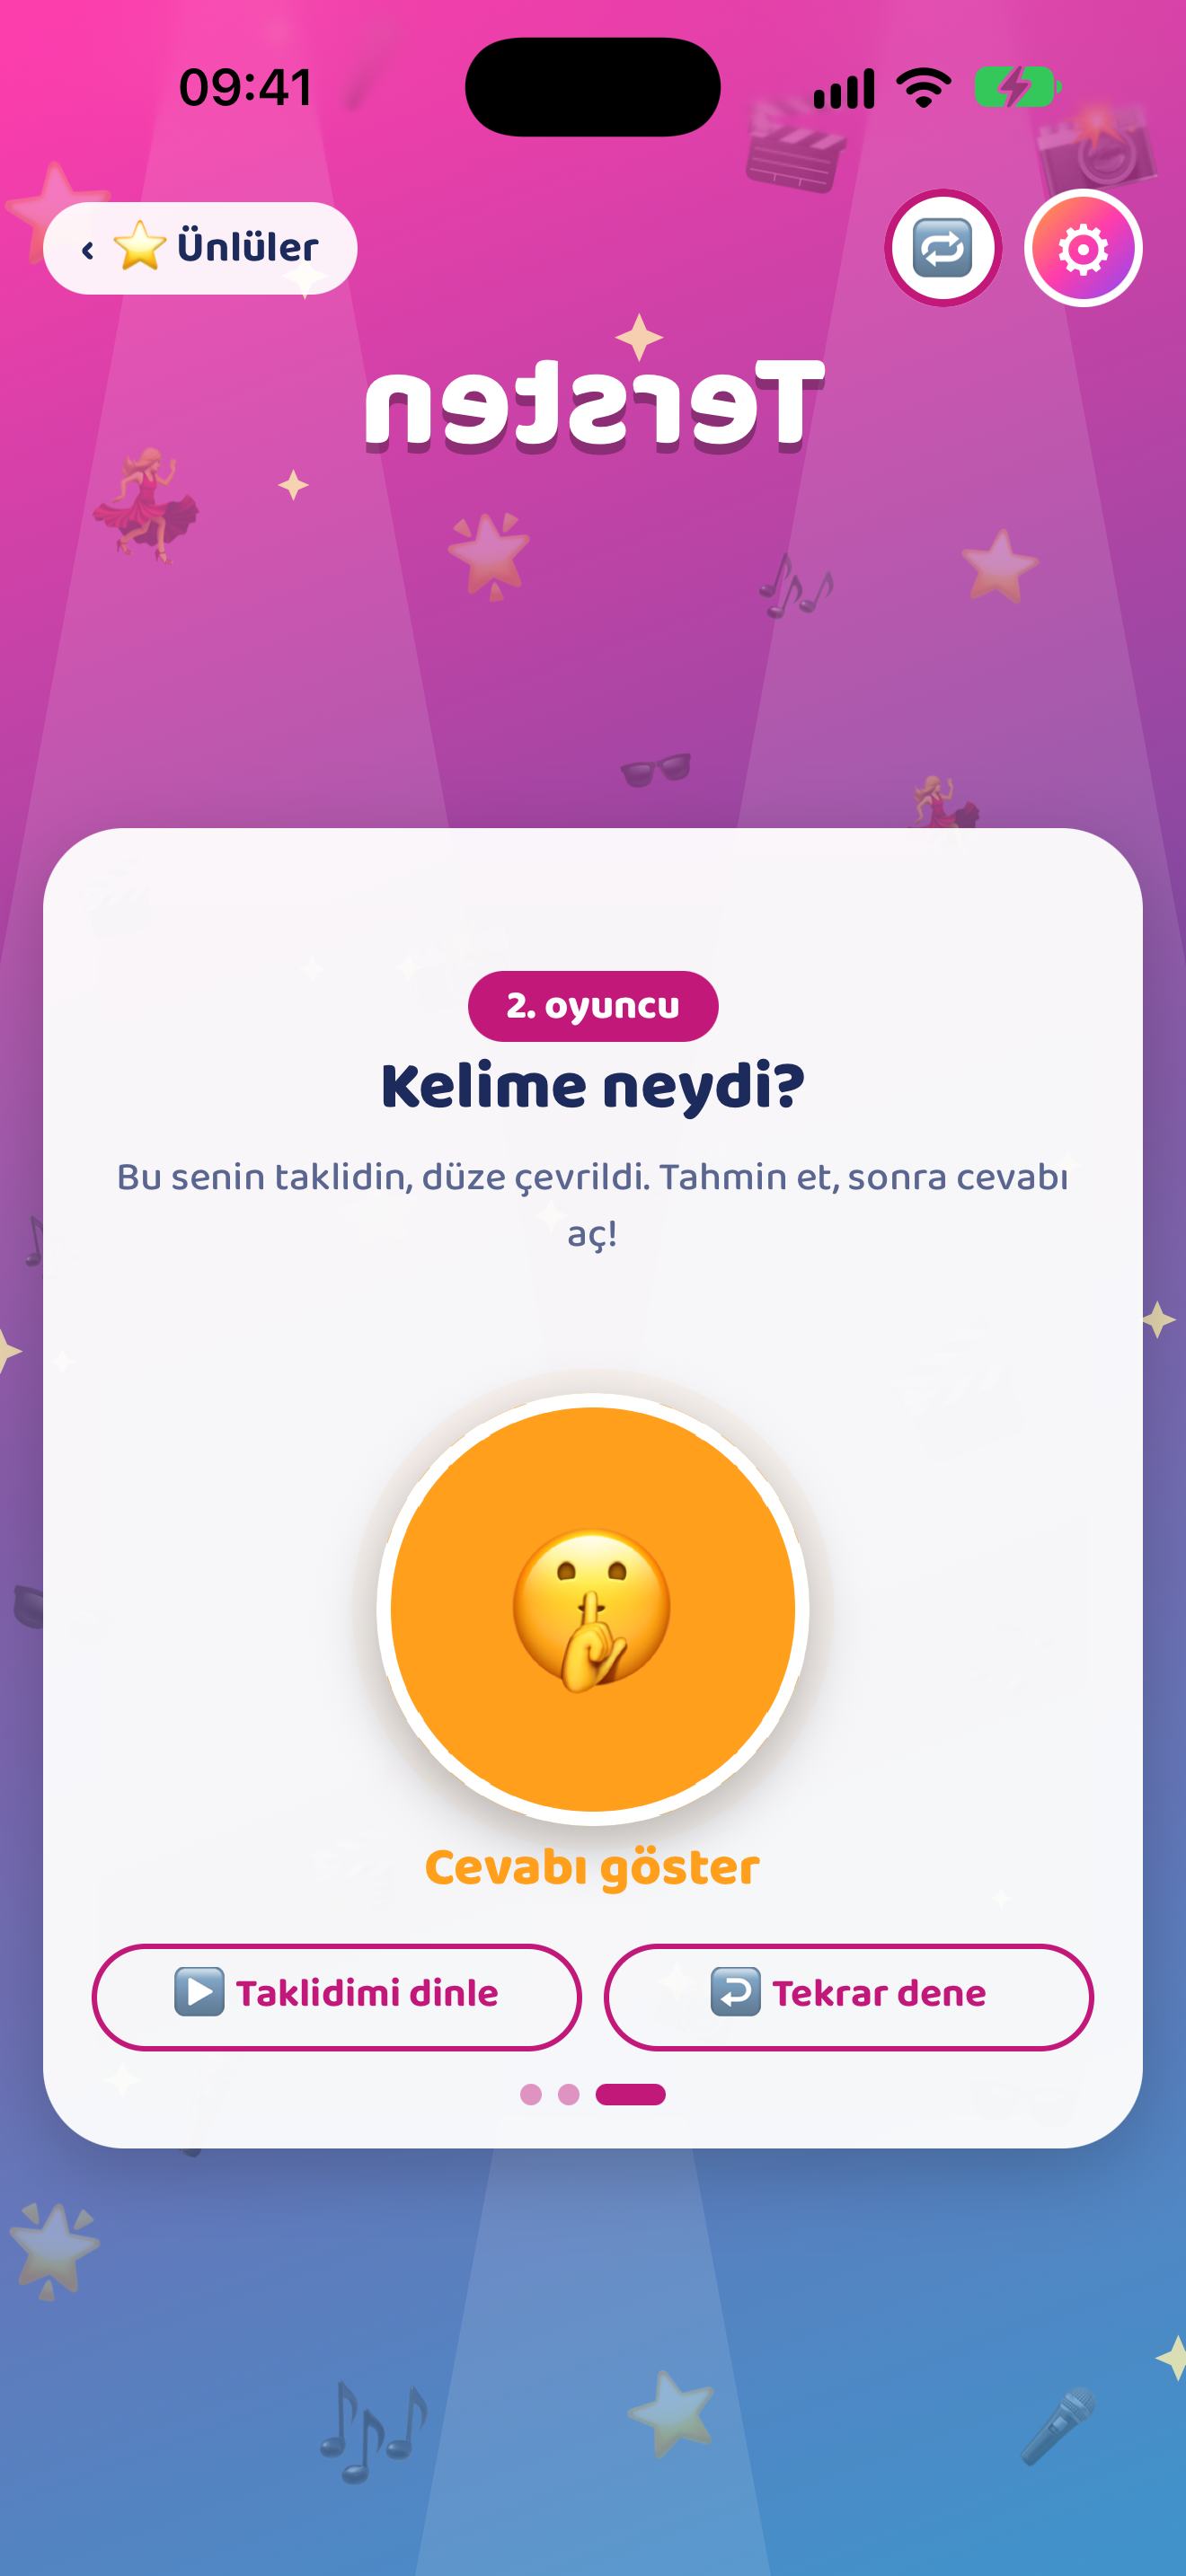 09:41
‹ ⭐ Ünlüler
Tersten
2. oyuncu
Kelime neydi?
Bu senin taklidin, düze çevrildi. Tahmin et, sonra cevabı
aç!
Cevabı göster
Taklidimi dinle
Tekrar dene